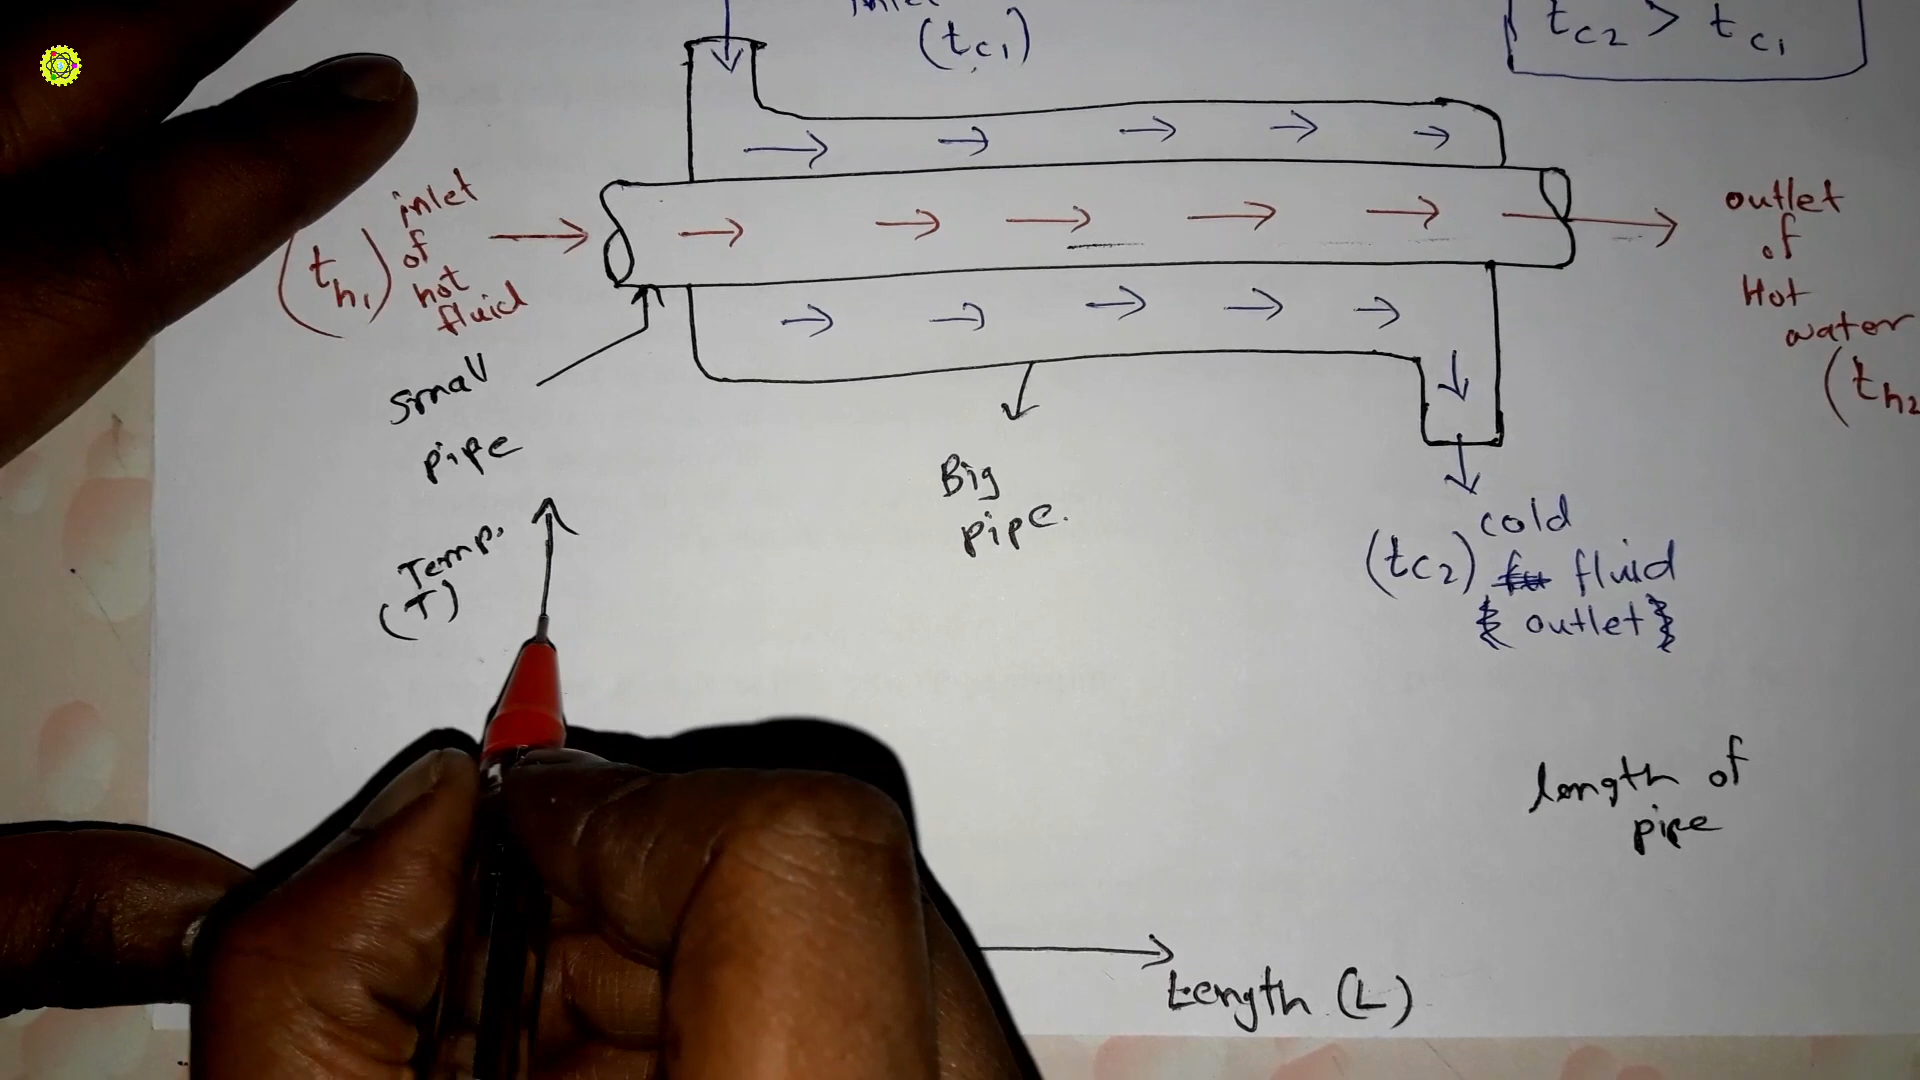 inlet
(tc1)
tc2 > tc1
inlet
of
hot
fluid
(th1)
outlet
of
Hot
water
(th2
small
pipe
Big
pipe.
Temp.
(T)
cold
(tc2) fluid
{ outlet }
length of
pipe
Length (L)